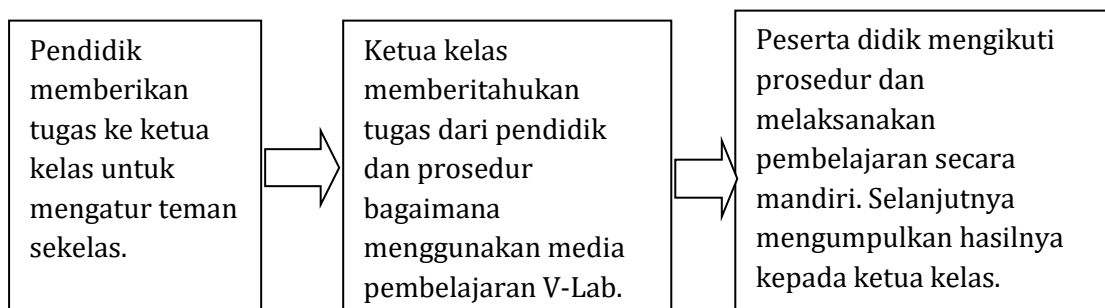 Pendidik
memberikan
tugas ke ketua
kelas untuk
mengatur teman
sekelas.
Ketua kelas
memberitahukan
tugas dari pendidik
dan prosedur
bagaimana
menggunakan media
pembelajaran V-Lab.
Peserta didik mengikuti
prosedur dan
melaksanakan
pembelajaran secara
mandiri. Selanjutnya
mengumpulkan hasilnya
kepada ketua kelas.